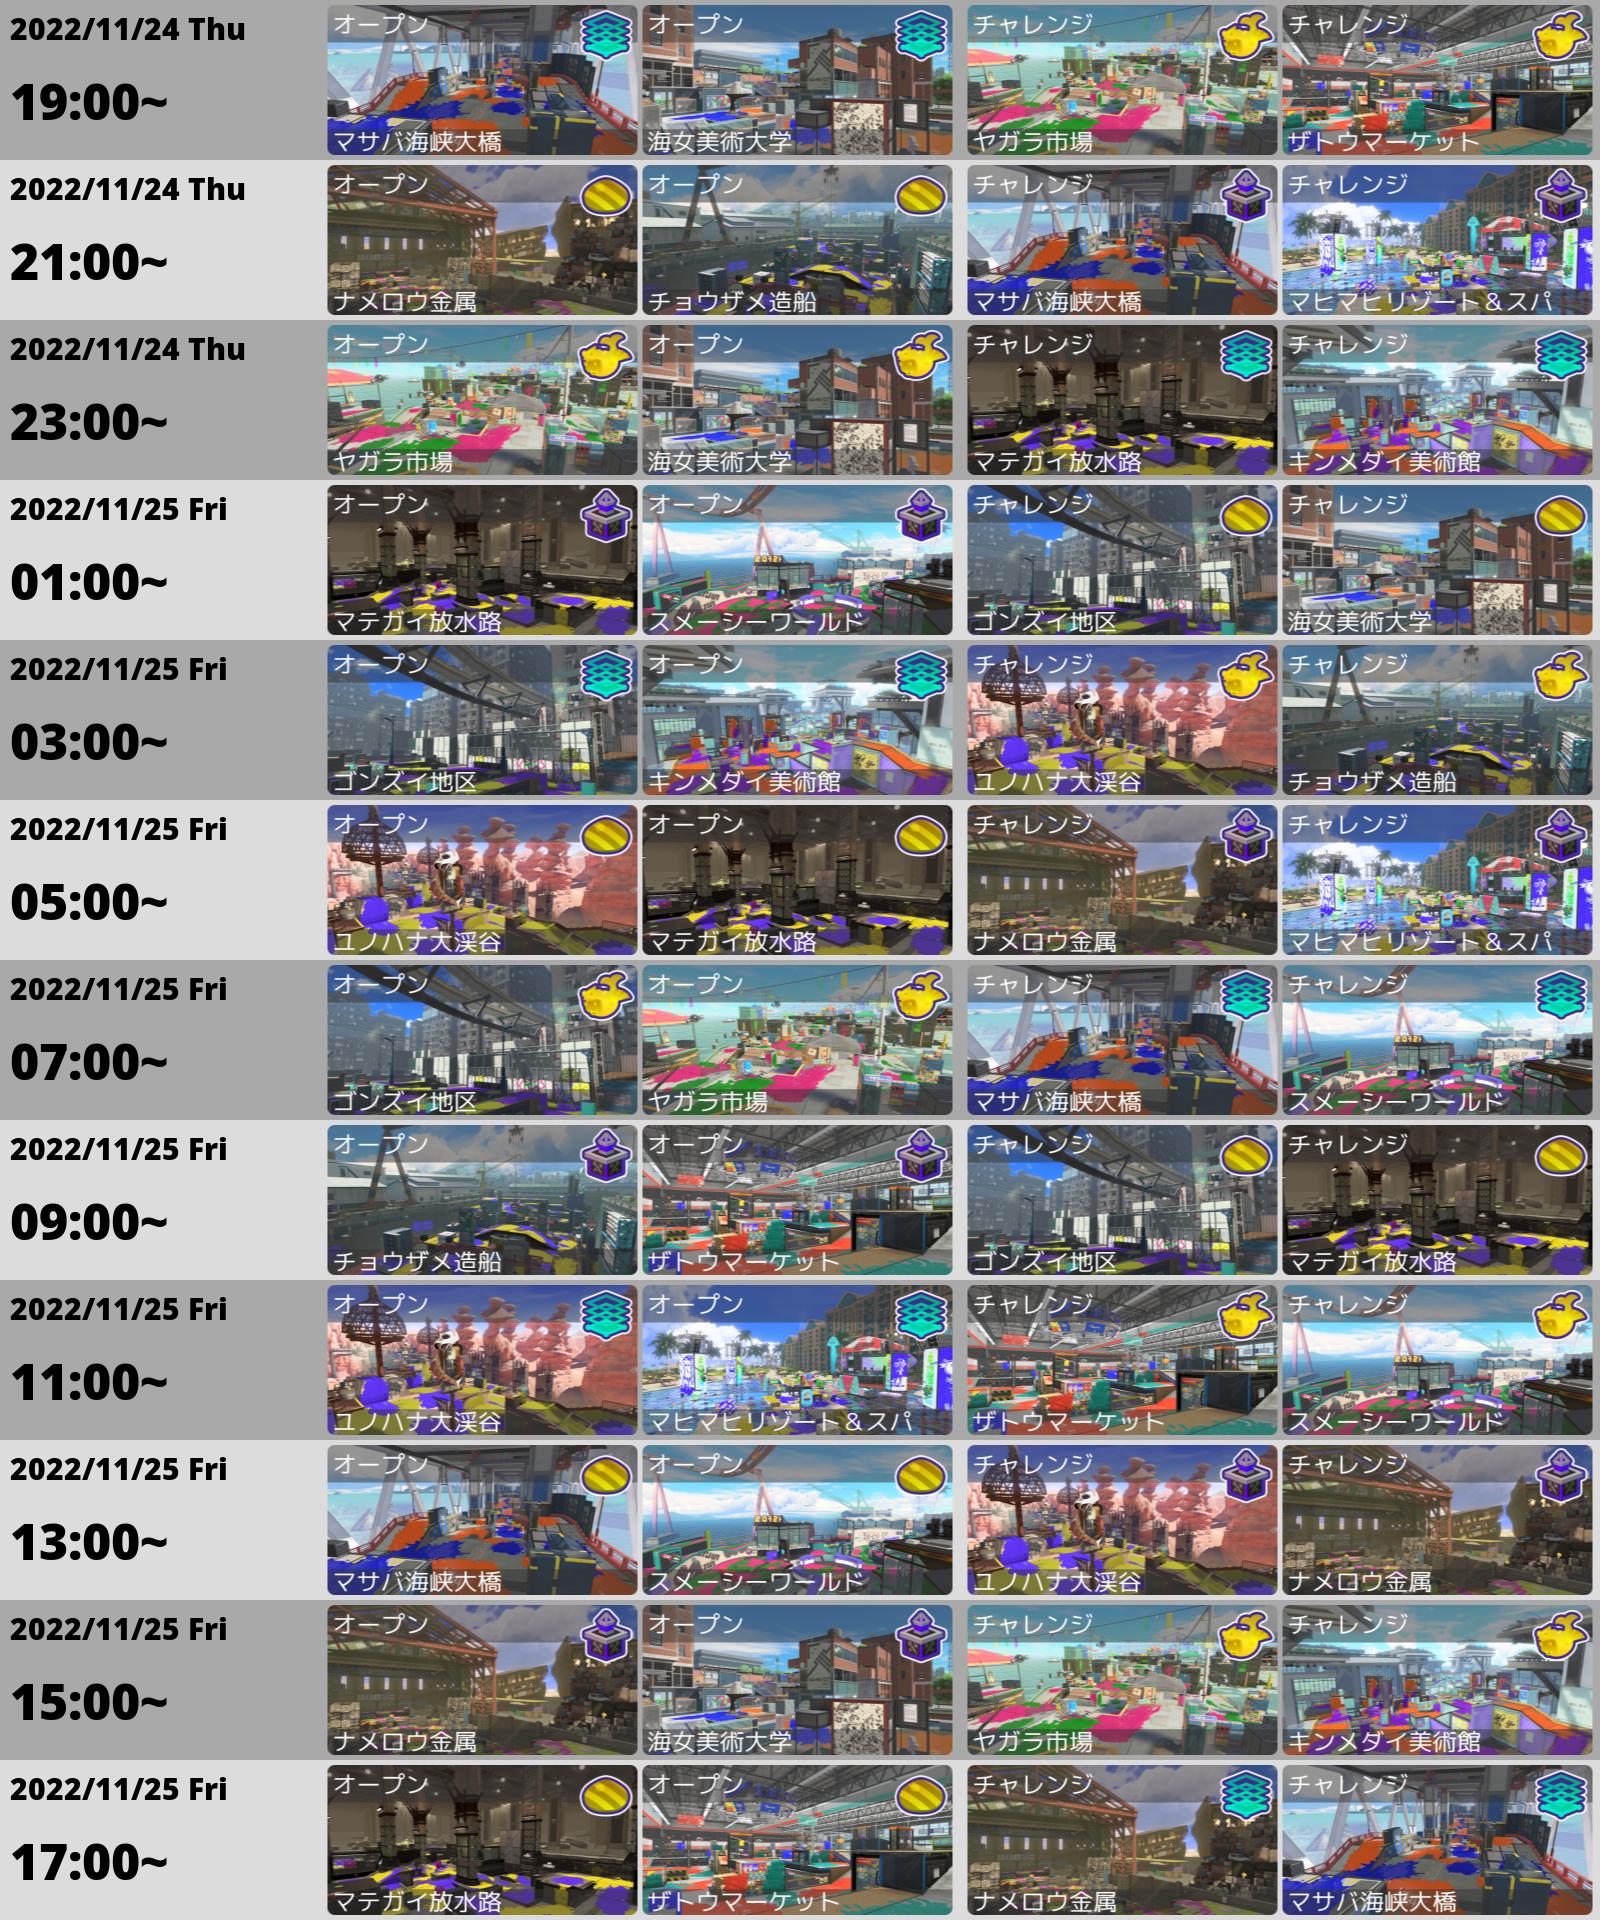 2022/11/24 Thu
19:00~
オープン
マサバ海峡大橋
オープン
海女美術大学
チャレンジ
ヤガラ市場
チャレンジ
ザトウマーケット
2022/11/24 Thu
21:00~
オープン
ナメロウ金属
オープン
チョウザメ造船
チャレンジ
マサバ海峡大橋
チャレンジ
マヒマヒリゾート＆スパ
2022/11/24 Thu
23:00~
オープン
ヤガラ市場
オープン
海女美術大学
チャレンジ
マテガイ放水路
チャレンジ
キンメダイ美術館
2022/11/25 Fri
01:00~
オープン
マテガイ放水路
オープン
スメーシーワールド
チャレンジ
ゴンズイ地区
チャレンジ
海女美術大学
2022/11/25 Fri
03:00~
オープン
ゴンズイ地区
オープン
キンメダイ美術館
チャレンジ
ユノハナ大渓谷
チャレンジ
チョウザメ造船
2022/11/25 Fri
05:00~
オープン
ユノハナ大渓谷
オープン
マテガイ放水路
チャレンジ
ナメロウ金属
チャレンジ
マヒマヒリゾート＆スパ
2022/11/25 Fri
07:00~
オープン
ゴンズイ地区
オープン
ヤガラ市場
チャレンジ
マサバ海峡大橋
チャレンジ
スメーシーワールド
2022/11/25 Fri
09:00~
オープン
チョウザメ造船
オープン
ザトウマーケット
チャレンジ
ゴンズイ地区
チャレンジ
マテガイ放水路
2022/11/25 Fri
11:00~
オープン
ユノハナ大渓谷
オープン
マヒマヒリゾート＆スパ
チャレンジ
ザトウマーケット
チャレンジ
スメーシーワールド
2022/11/25 Fri
13:00~
オープン
マサバ海峡大橋
オープン
スメーシーワールド
チャレンジ
ユノハナ大渓谷
チャレンジ
ナメロウ金属
2022/11/25 Fri
15:00~
オープン
ナメロウ金属
オープン
海女美術大学
チャレンジ
ヤガラ市場
チャレンジ
キンメダイ美術館
2022/11/25 Fri
17:00~
オープン
マテガイ放水路
オープン
ザトウマーケット
チャレンジ
ナメロウ金属
チャレンジ
マサバ海峡大橋